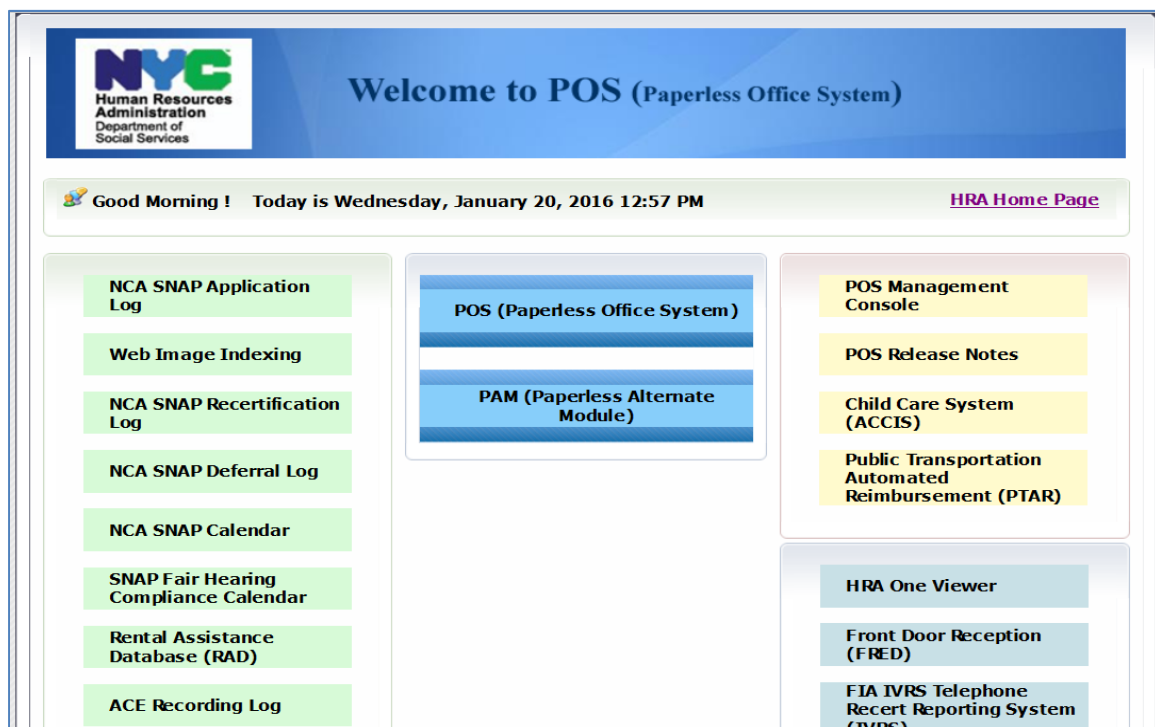 NYC
Human Resources
Administration
Department of
Social Services
Welcome to POS (Paperless Office System)
Good Morning ! Today is Wednesday, January 20, 2016 12:57 PM
HRA Home Page
NCA SNAP Application
Log
Web Image Indexing
NCA SNAP Recertification
Log
NCA SNAP Deferral Log
NCA SNAP Calendar
SNAP Fair Hearing
Compliance Calendar
Rental Assistance
Database (RAD)
ACE Recording Log
POS (Paperless Office System)
PAM (Paperless Alternate
Module)
POS Management
Console
POS Release Notes
Child Care System
(ACCIS)
Public Transportation
Automated
Reimbursement (PTAR)
HRA One Viewer
Front Door Reception
(FRED)
FIA IVRS Telephone
Recert Reporting System
(IVRS)